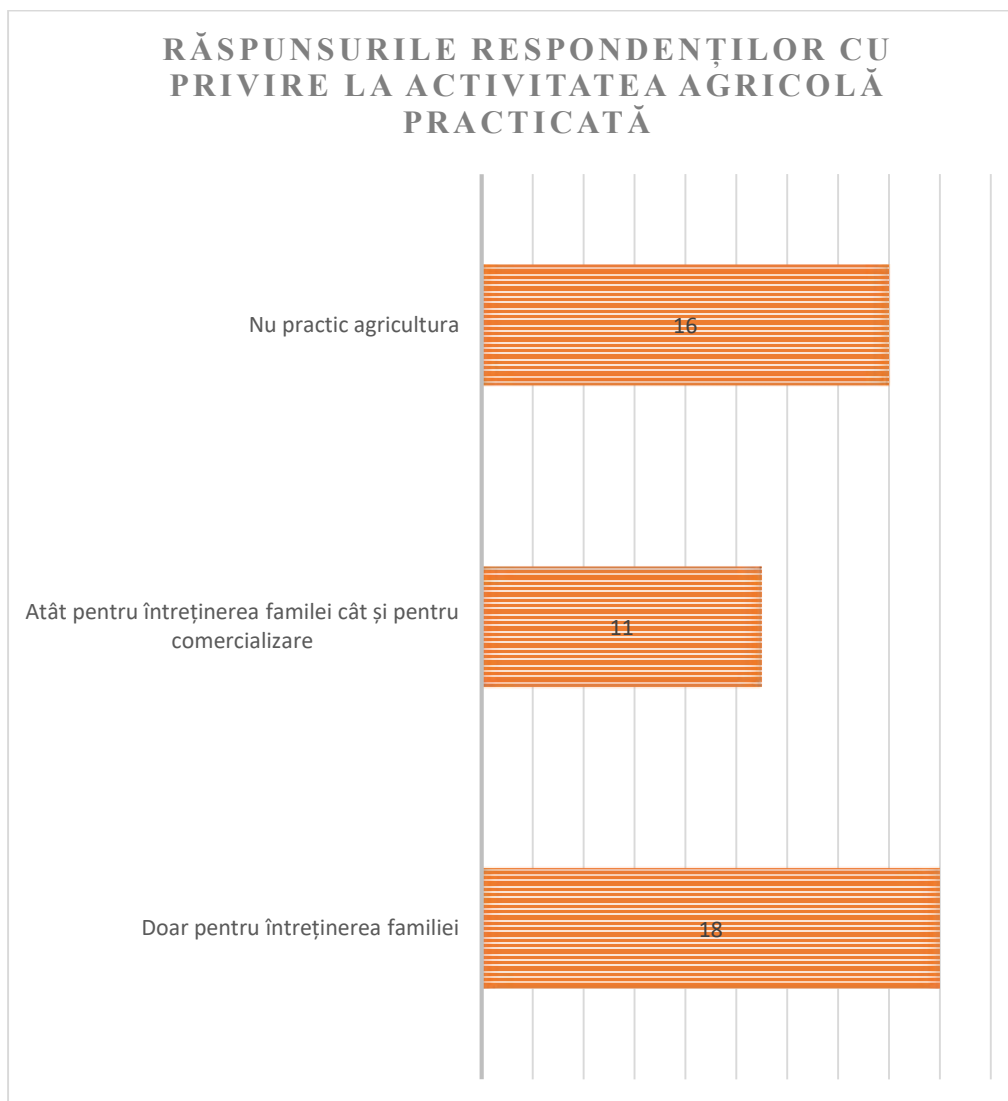 RĂSPUNSURILE RESPONDENȚILOR CU
PRIVIRE LA ACTIVITATEA AGRICOLĂ
PRACTICATĂ
Nu practic agricultura
16
Atât pentru întreținerea familei cât și pentru
comercializare
11
Doar pentru întreținerea familiei
18